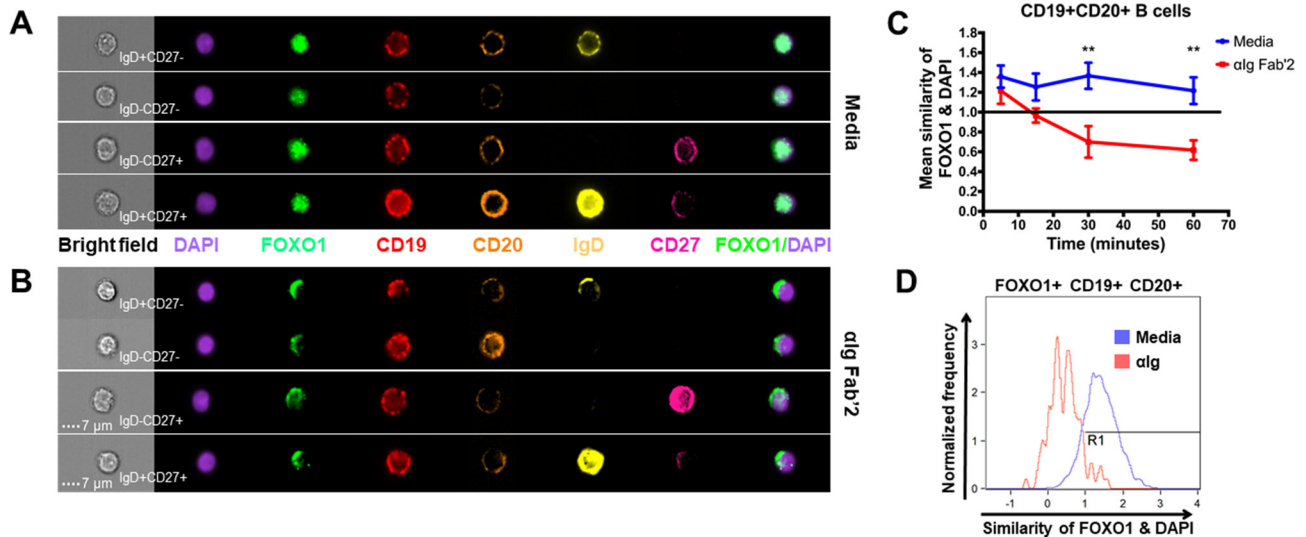 A
IgD+CD27-
IgD-CD27-
IgD-CD27+
IgD+CD27+
Media
Bright field DAPI FOXO1 CD19 CD20 IgD CD27 FOXO1/DAPI
B
IgD+CD27-
IgD-CD27-
IgD-CD27+
7 μm
IgD+CD27+
7 μm
αIg Fab'2
C
CD19+CD20+ B cells
Mean similarity of
FOXO1 & DAPI
1.8
1.6
1.4
1.2
1.0
0.8
0.6
0.4
0.2
0.0
** **
Media
αIg Fab'2
0 10 20 30 40 50 60 70
Time (minutes)
D
FOXO1+ CD19+ CD20+
Normalized frequency
3
2
1
0
Media
αIg
R1
-1 0 1 2 3 4
Similarity of FOXO1 & DAPI